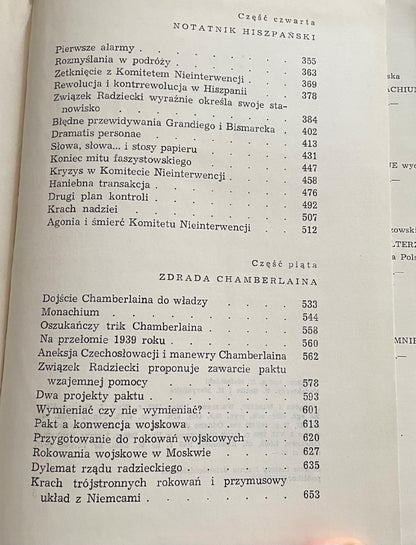 Część czwarta
NOTATNIK HISZPAŃSKI
Pierwsze alarmy . . . . . . . 355
Rozmyślania w podróży . . . . . 363
Zetknięcie z Komitetem Nieinterwencji . . 369
Rewolucja i kontrrewolucja w Hiszpanii . . 378
Związek Radziecki wyraźnie określa swoje sta-
nowisko . . . . . . . . 384
Błędne przewidywania Grandiego i Bismarcka . 402
Dramatis personae . . . . . . 413
Słowa, słowa... i stosy papieru . . . . 431
Koniec mitu faszystowskiego . . . . 447
Kryzys w Komitecie Nieinterwencji . . . 458
Haniebna transakcja . . . . . . 476
Drugi plan kontroli . . . . . . 492
Krach nadziei . . . . . . . 507
Agonia i śmierć Komitetu Nieinterwencji . . 512
Część piąta
ZDRADA CHAMBERLAINA
Dojście Chamberlaina do władzy . . . . 533
Monachium . . . . . . . . 544
Oszukańczy trik Chamberlaina . . . . 558
Na przełomie 1939 roku . . . . . 560
Aneksja Czechosłowacji i manewry Chamberlaina 562
Związek Radziecki proponuje zawarcie paktu
wzajemnej pomocy . . . . . . 578
Dwa projekty paktu . . . . . . 593
Wymieniać czy nie wymieniać? . . . . 601
Pakt a konwencja wojskowa . . . . . 613
Przygotowanie do rokowań wojskowych . . 620
Rokowania wojskowe w Moskwie . . . 627
Dylemat rządu radzieckiego . . . . . 635
Krach trójstronnych rokowań i przymusowy
układ z Niemcami . . . . . . 653